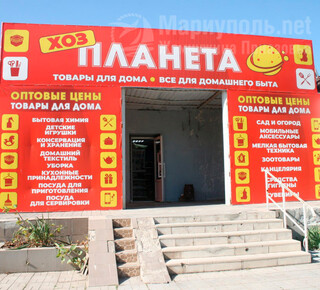 Мариуполь.net
ХОЗ
ПЛАНЕТА
ТОВАРЫ ДЛЯ ДОМА • ВСЕ ДЛЯ ДОМАШНЕГО БЫТА
ОПТОВЫЕ ЦЕНЫ
ТОВАРЫ ДЛЯ ДОМА
БЫТОВАЯ ХИМИЯ
ДЕТСКИЕ
ИГРУШКИ
КОНСЕРВАЦИЯ
И ХРАНЕНИЕ
ДОМАШНИЙ
ТЕКСТИЛЬ
УБОРКА
КУХОННЫЕ
ПРИНАДЛЕЖНОСТИ
ПОСУДА ДЛЯ
ПРИГОТОВЛЕНИЯ
ПОСУДА
ДЛЯ СЕРВИРОВКИ
ОПТОВЫЕ ЦЕНЫ
ТОВАРЫ ДЛЯ ДОМА
САД И ОГОРОД
МОБИЛЬНЫЕ
АКСЕССУАРЫ
МЕЛКАЯ БЫТОВАЯ
ТЕХНИКА
ЗООТОВАРЫ
КАНЦЕЛЯРИЯ
СРЕДСТВА
ГИГИЕНЫ
СУВЕНИРЫ